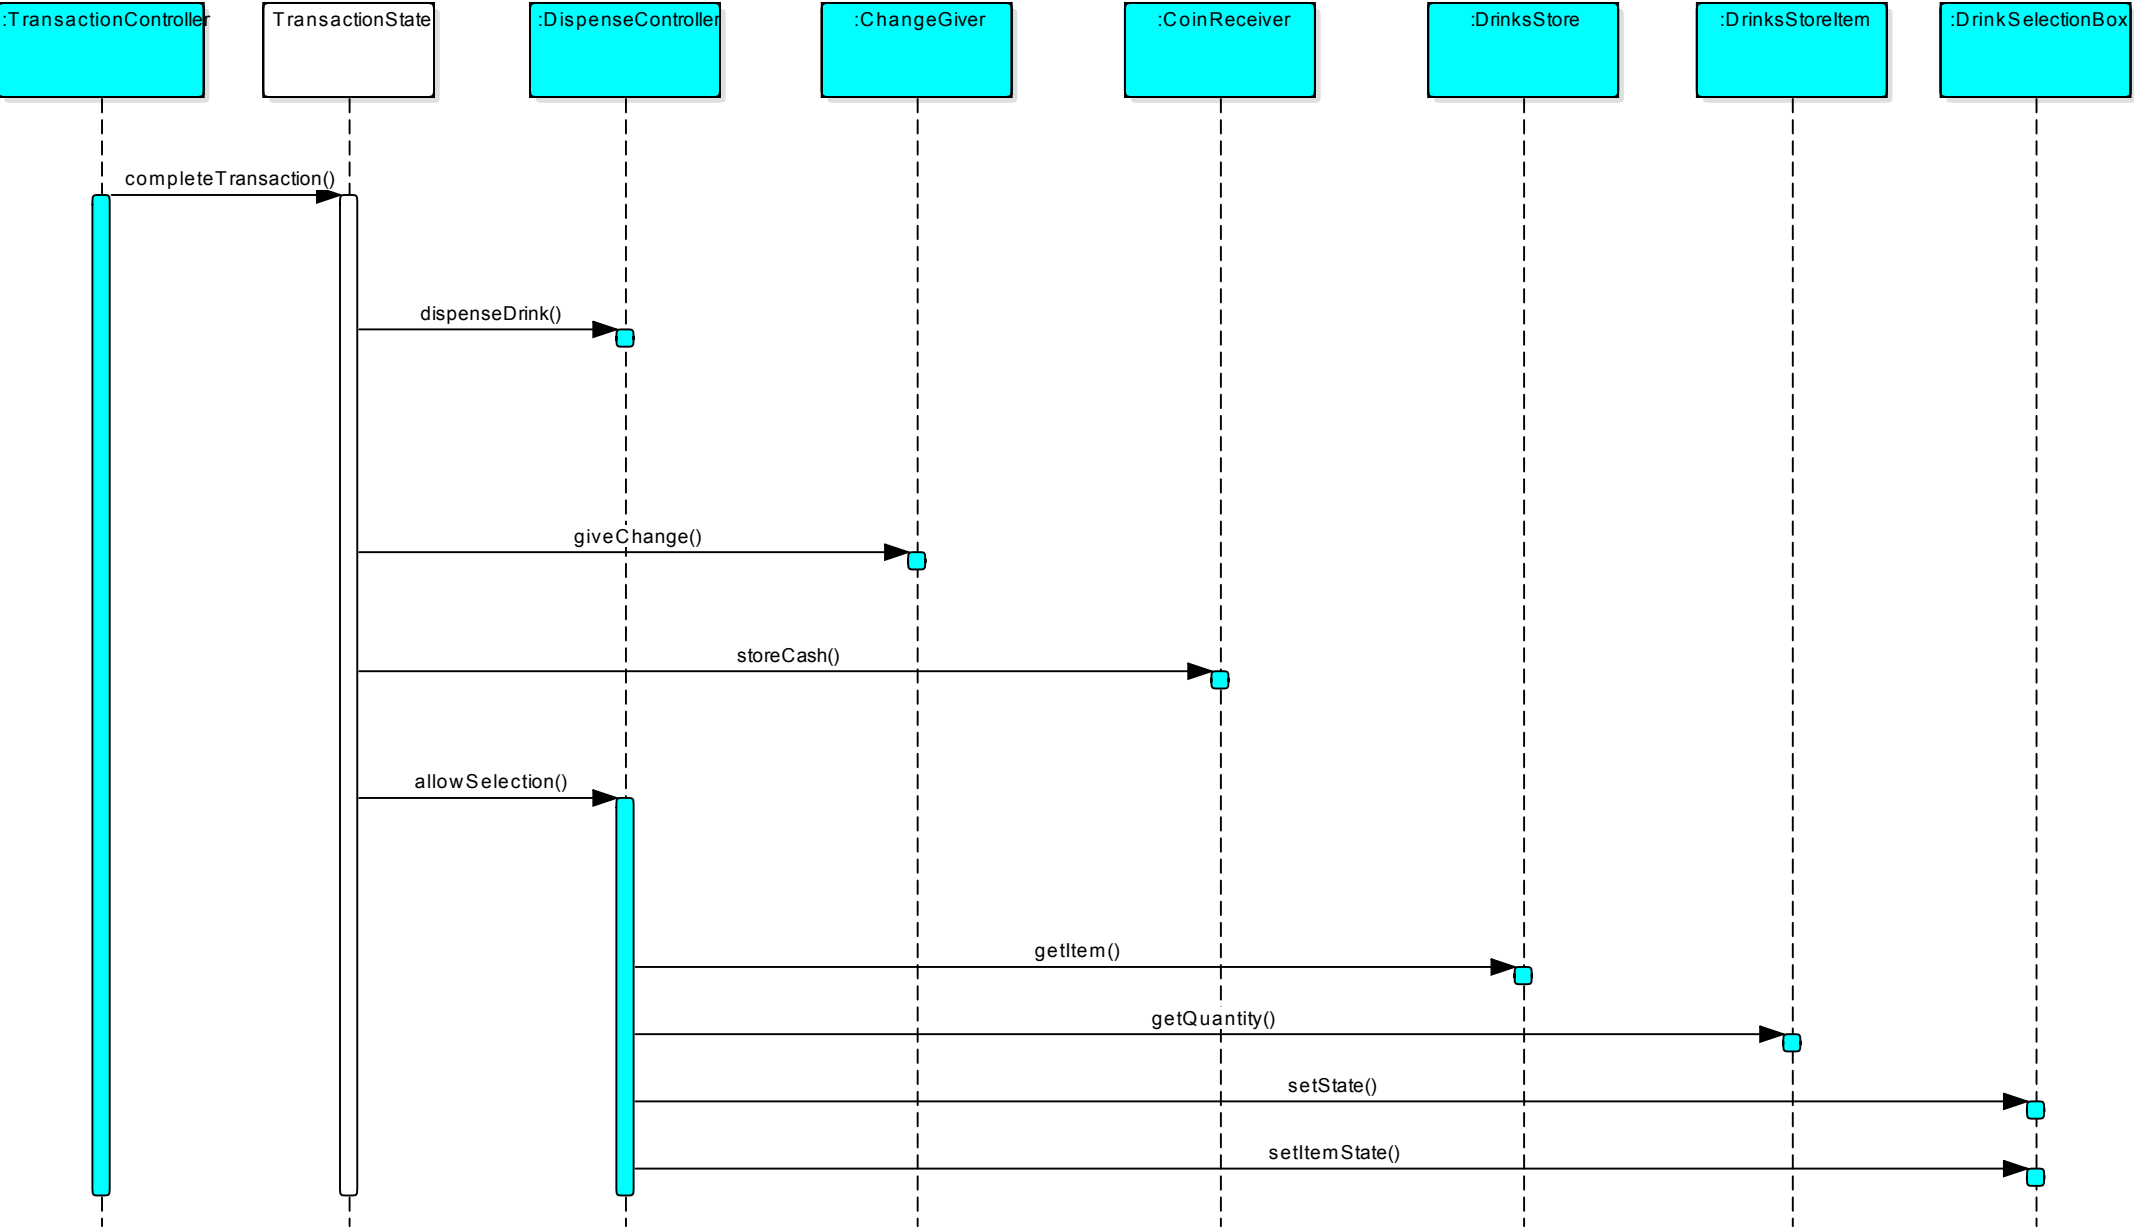 :TransactionController
TransactionState
:DispenseController
:ChangeGiver
:CoinReceiver
:DrinksStore
:DrinksStoreItem
:DrinkSelectionBox
completeTransaction()
dispenseDrink()
giveChange()
storeCash()
allowSelection()
getItem()
getQuantity()
setState()
setItemState()